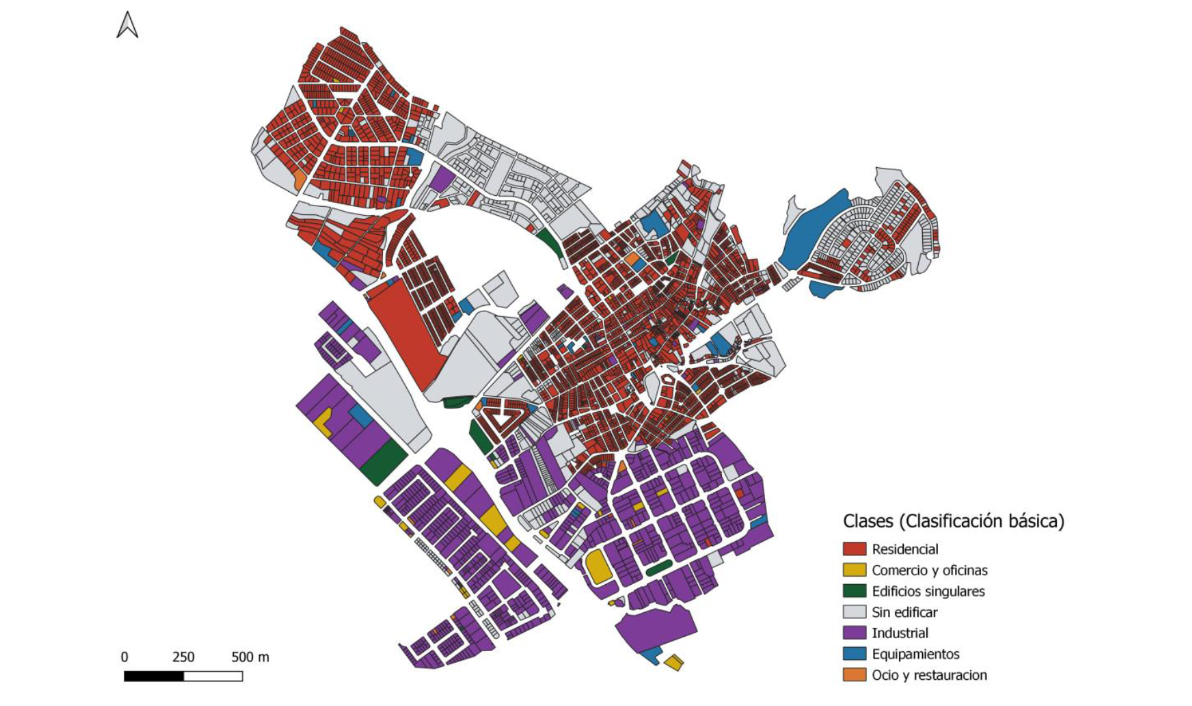 Clases (Clasificación básica)
Residencial
Comercio y oficinas
Edificios singulares
Sin edificar
Industrial
Equipamientos
Ocio y restauracion
0 250 500 m